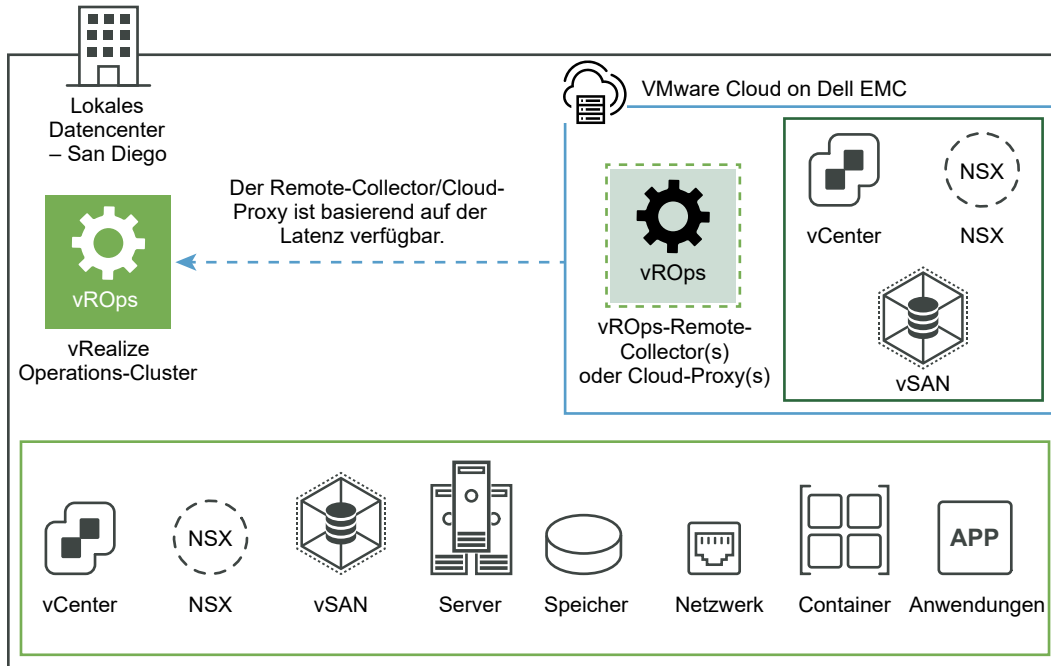 Lokales
Datencenter
– San Diego
VMware Cloud on Dell EMC
Der Remote-Collector/Cloud-
Proxy ist basierend auf der
Latenz verfügbar.
vROps
vRealize
Operations-Cluster
vROps
vROps-Remote-
Collector(s)
oder Cloud-Proxy(s)
vCenter
NSX
NSX
vSAN
vCenter
NSX
NSX
vSAN
Server
Speicher
Netzwerk
Container
APP
Anwendungen